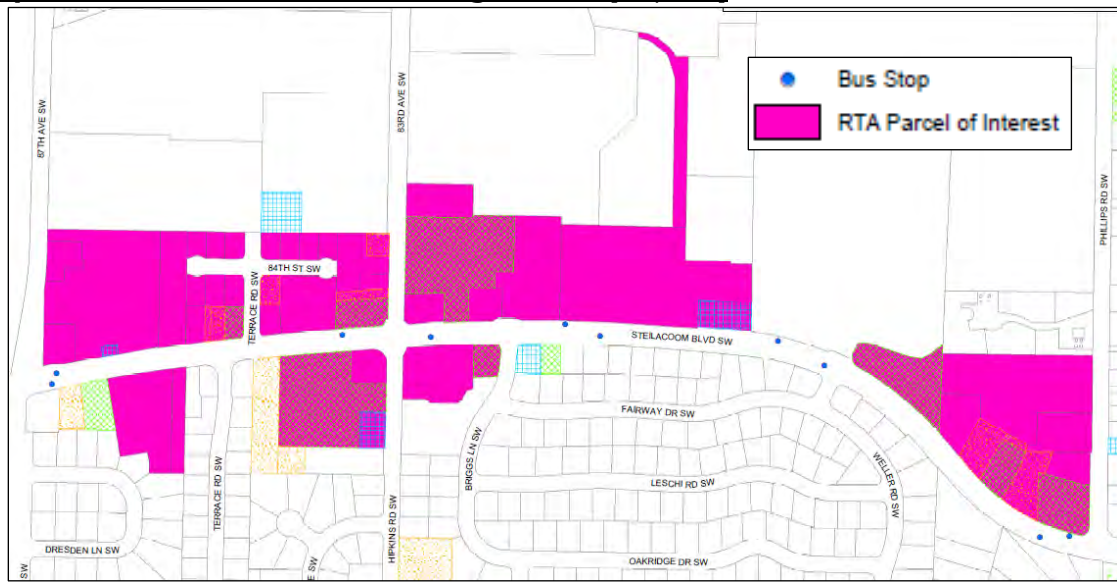 Bus Stop
RTA Parcel of Interest
87TH AVE SW
83RD AVE SW
PHILLIPS RD SW
84TH ST SW
TERRACE RD SW
STEILACOOM BLVD SW
FAIRWAY DR SW
BRIGGS LN SW
WELLER RD SW
LESCHI RD SW
TERRACE RD SW
HIPKINS RD SW
DRESDEN LN SW
OAKRIDGE DR SW
SW
E SW